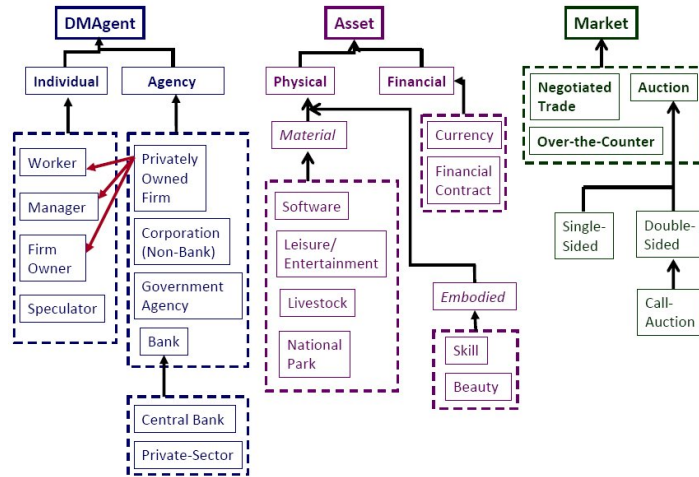 DMAgent
Individual
Agency
Worker
Manager
Firm
Owner
Speculator
Privately
Owned
Firm
Corporation
(Non-Bank)
Government
Agency
Bank
Central Bank
Private-Sector
Asset
Physical
Financial
Material
Software
Leisure/
Entertainment
Livestock
National
Park
Currency
Financial
Contract
Embodied
Skill
Beauty
Market
Negotiated
Trade
Auction
Over-the-Counter
Single-
Sided
Double-
Sided
Call-
Auction